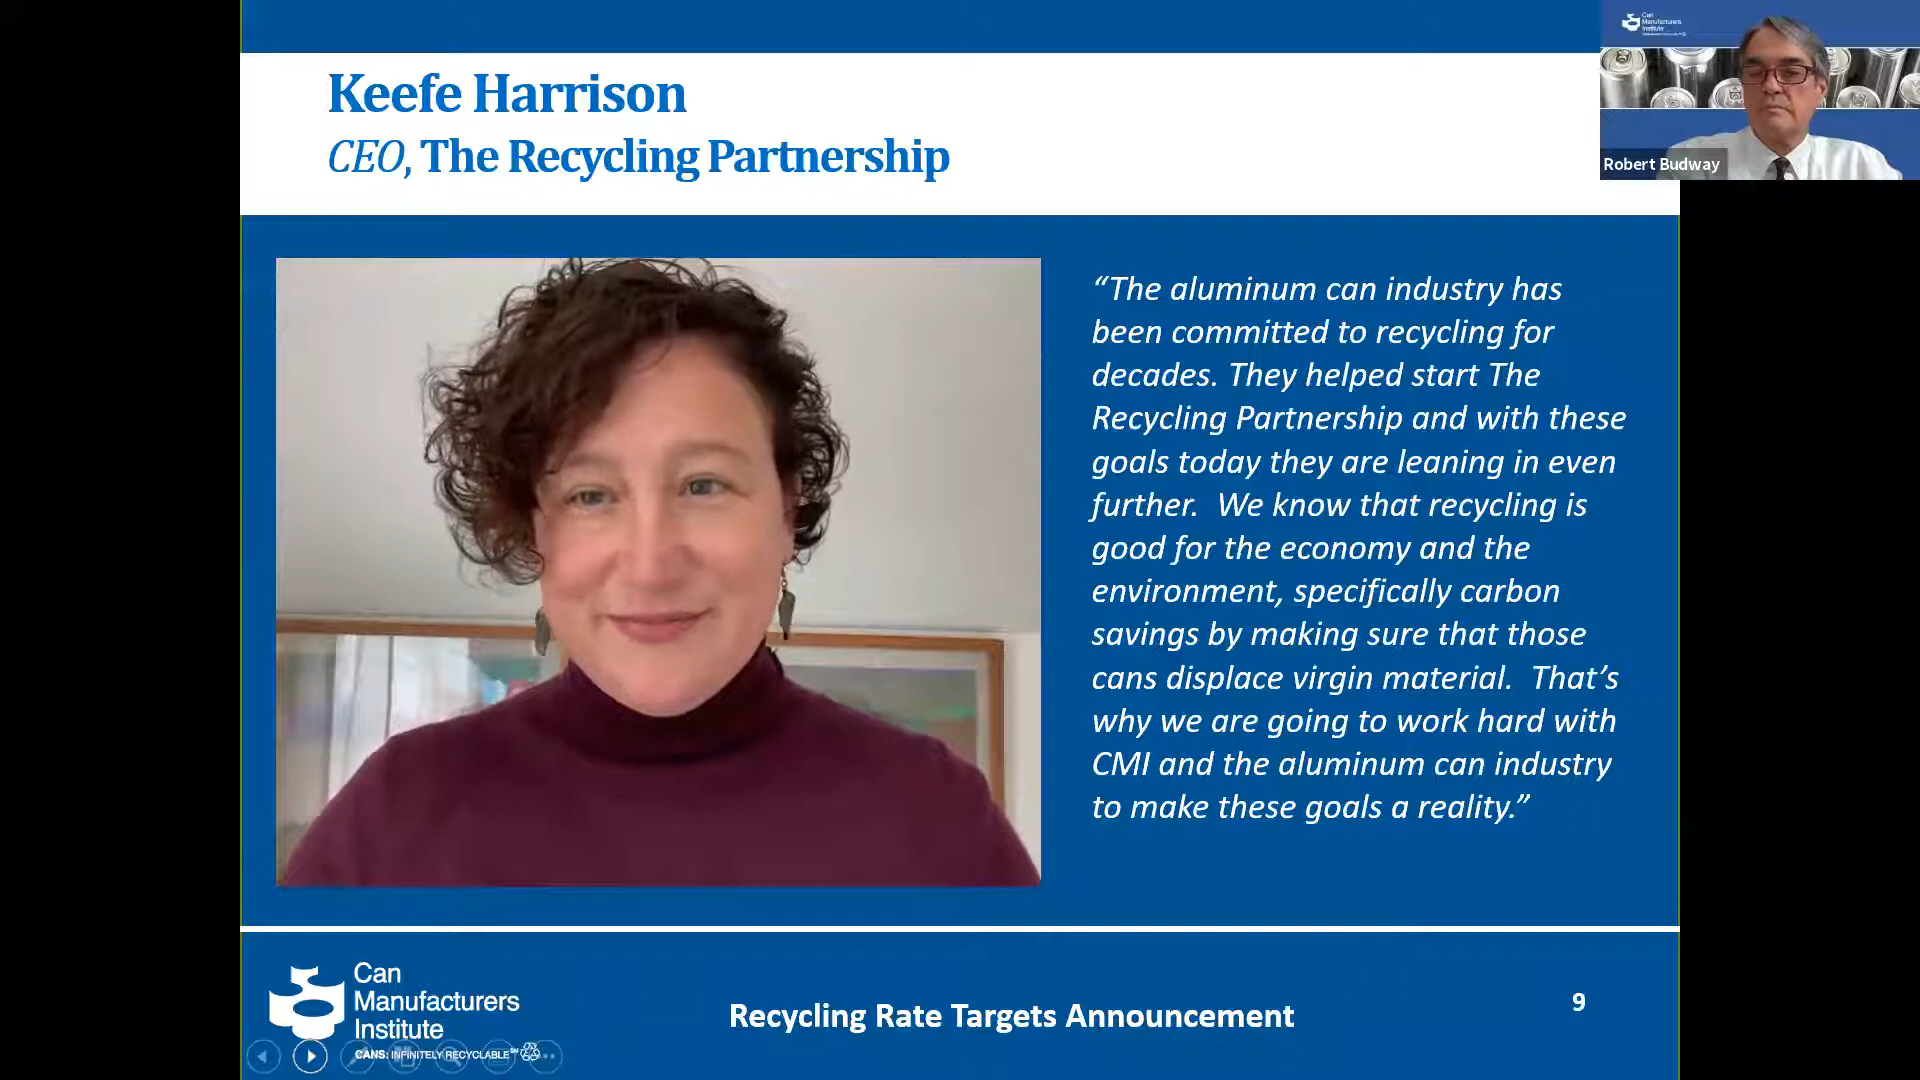 Keefe Harrison
CEO, The Recycling Partnership
Can
Manufacturers
Institute
Robert Budway
“The aluminum can industry has
been committed to recycling for
decades. They helped start The
Recycling Partnership and with these
goals today they are leaning in even
further.  We know that recycling is
good for the economy and the
environment, specifically carbon
savings by making sure that those
cans displace virgin material.  That’s
why we are going to work hard with
CMI and the aluminum can industry
to make these goals a reality.”
Can
Manufacturers
Institute
CANS: INFINITELY RECYCLABLE℠
Recycling Rate Targets Announcement
9